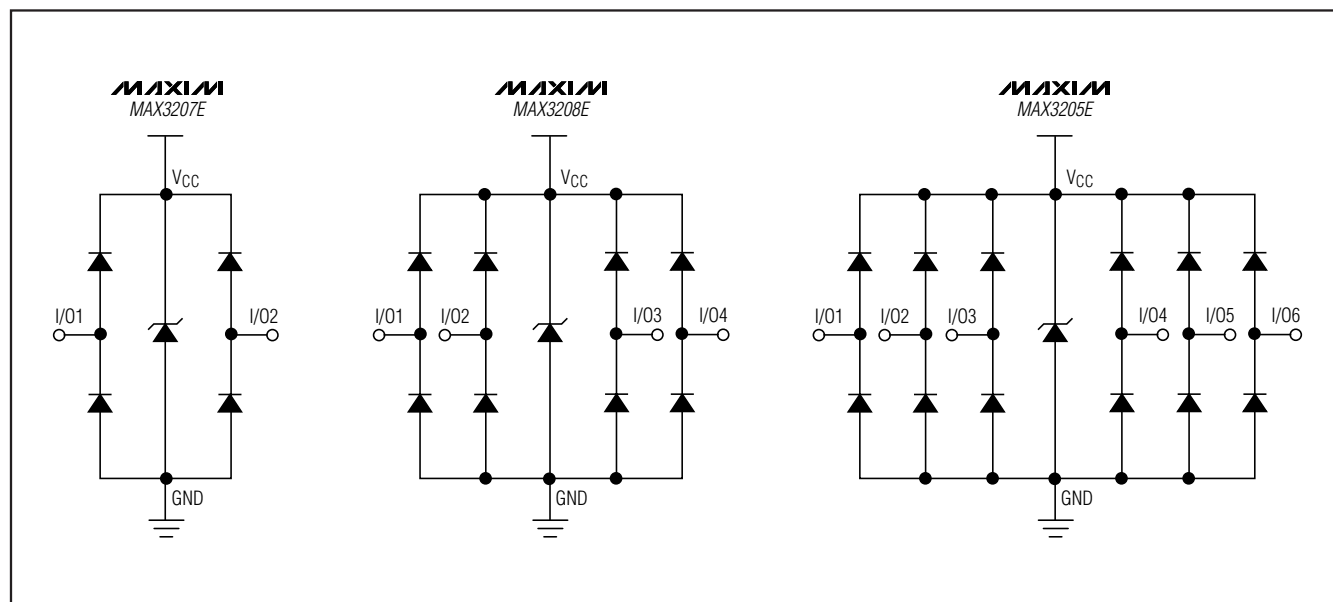 MAXIM
MAX3207E
VCC
I/O1
I/O2
GND
MAXIM
MAX3208E
VCC
I/O1
I/O2
I/O3
I/O4
GND
MAXIM
MAX3205E
VCC
I/O1
I/O2
I/O3
I/O4
I/O5
I/O6
GND